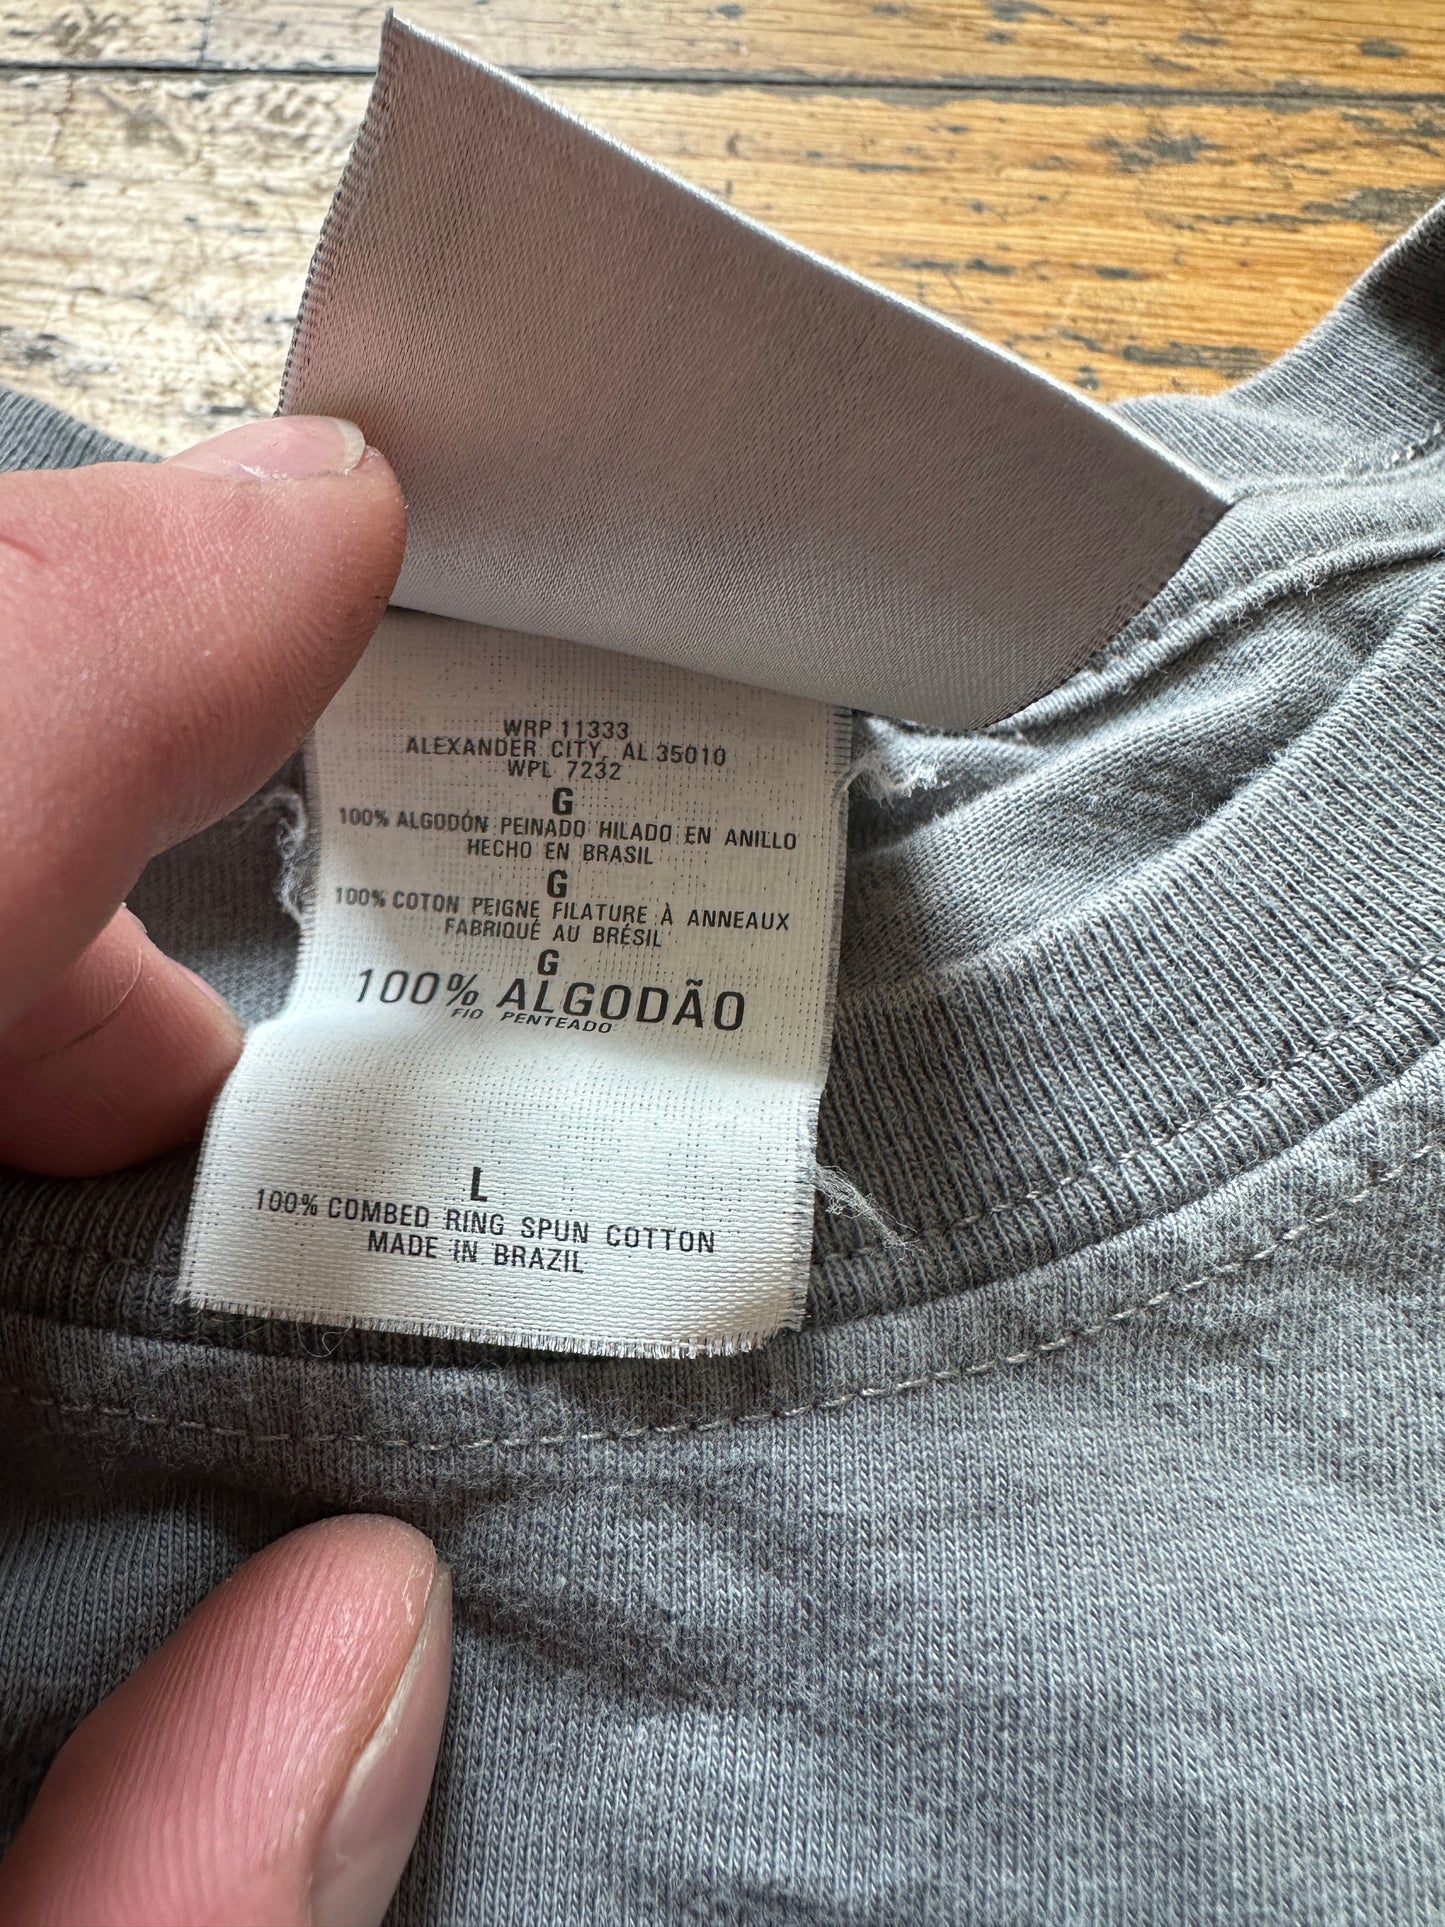 WRP 11333
ALEXANDER CITY, AL 35010
WPL 7232
G
100% ALGODÓN PEINADO HILADO EN ANILLO
HECHO EN BRASIL
G
100% COTON PEIGNE FILATURE À ANNEAUX
FABRIQUÉ AU BRÉSIL
G
100% ALGODÃO
FIO PENTEADO
L
100% COMBED RING SPUN COTTON
MADE IN BRAZIL